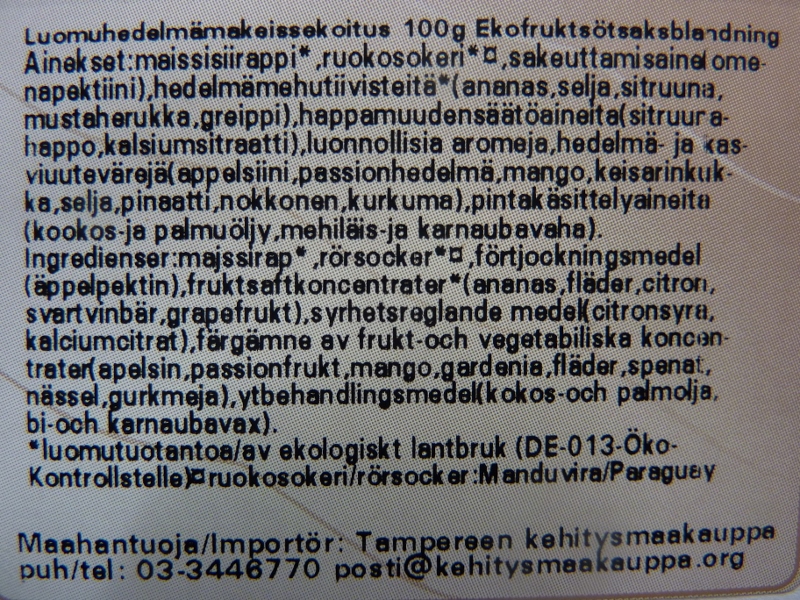 Luomuhedelmämakeissekoitus 100g Ekofruktsötsaksblandning
Ainekset:maissisiirappi*,ruokosokeri*¤,sakeuttamisaine(ome-
napektiini),hedelmämehutiivisteitä*(ananas,selja,sitruuna,
mustaherukka,greippi),happamuudensäätöaineita(sitruuna-
happo,kalsiumsitraatti),luonnollisia aromeja,hedelmä- ja kas-
viuutevärejä(appelsiini,passionhedelmä,mango,keisarinkuk-
ka,selja,pinaatti,nokkonen,kurkuma),pintakäsittelyaineita
(kookos-ja palmuöljy,mehiläis-ja karnaubavaha).
Ingredienser:majssirap*,rörsocker*¤,förtjockningsmedel
(äppelpektin),fruktsaftkoncentrater*(ananas,fläder,citron,
svartvinbär,grapefrukt),syrhetsreglande medel(citronsyra,
kalciumcitrat),färgämne av frukt-och vegetabiliska koncen-
trater(apelsin,passionfrukt,mango,gardenia,fläder,spenat,
nässel,gurkmeja),ytbehandlingsmedel(kokos-och palmolja,
bi-och karnaubavax).
*luomutuotantoa/av ekologiskt lantbruk (DE-013-Öko-
Kontrollstelle)¤ruokosokeri/rörsocker:Manduvira/Paraguay
Maahantuoja/Importör: Tampereen kehitysmaakauppa
puh/tel: 03-3446770 posti@kehitysmaakauppa.org